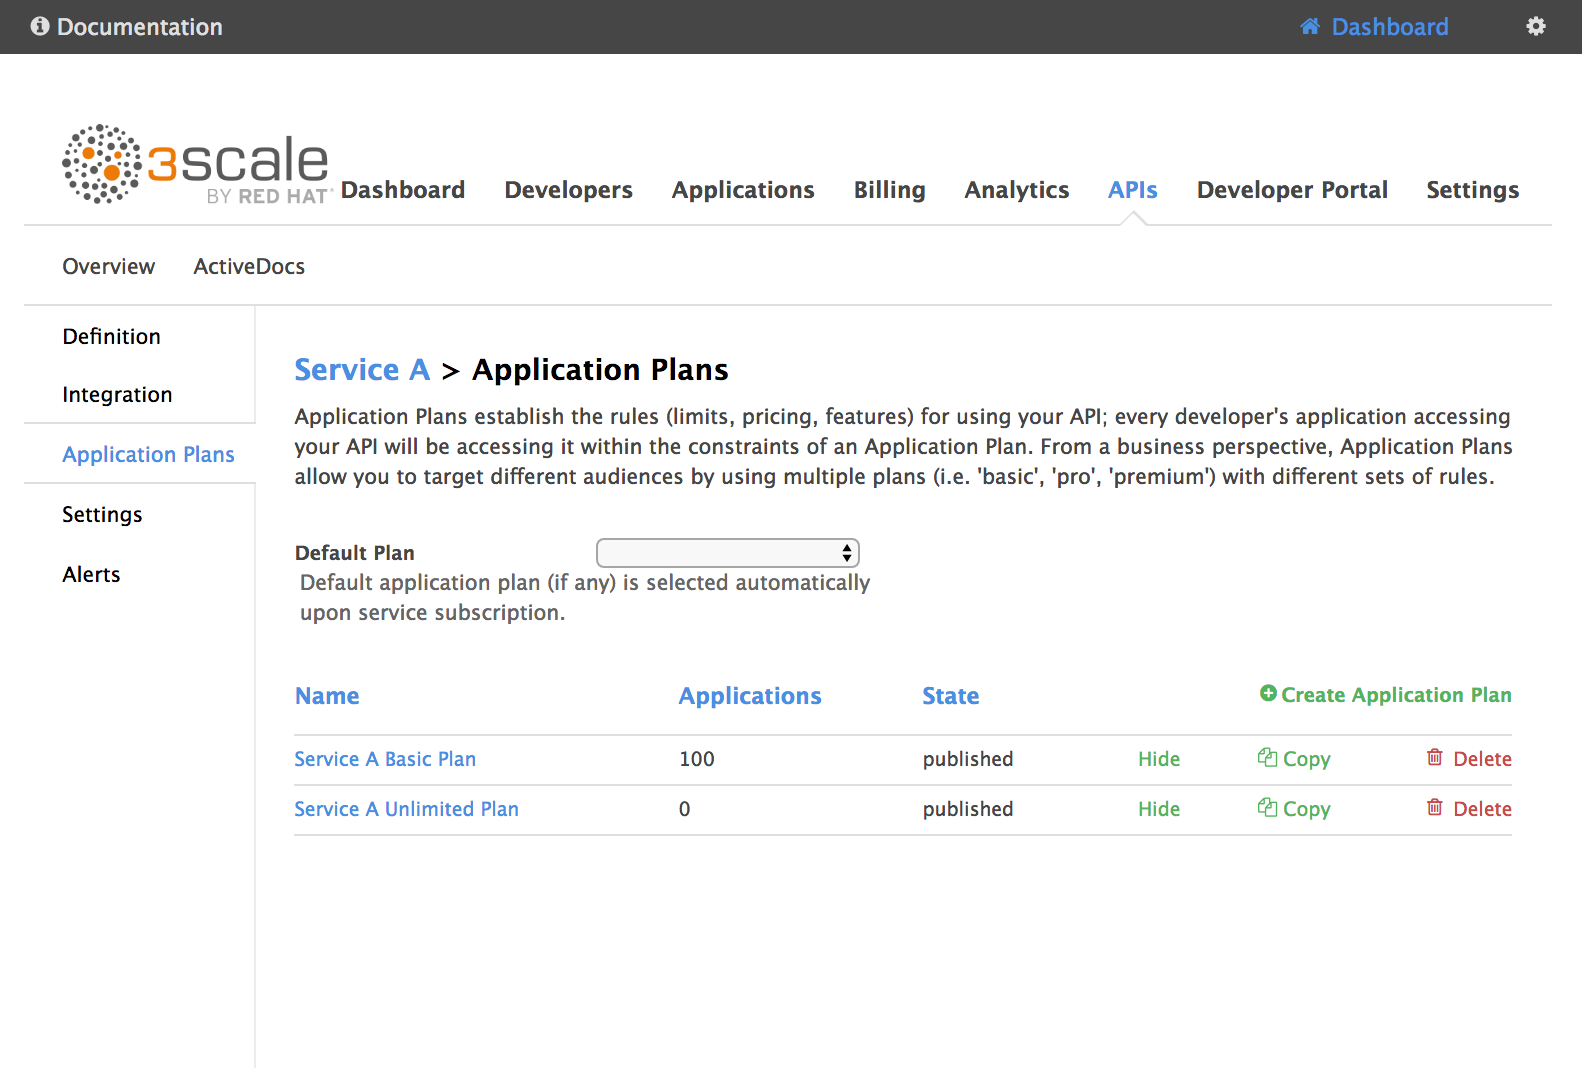 Documentation
Dashboard
3scale
BY RED HAT
Dashboard Developers Applications Billing Analytics APIs Developer Portal Settings
Overview ActiveDocs
Definition
Integration
Application Plans
Settings
Alerts
Service A > Application Plans
Application Plans establish the rules (limits, pricing, features) for using your API; every developer's application accessing
your API will be accessing it within the constraints of an Application Plan. From a business perspective, Application Plans
allow you to target different audiences by using multiple plans (i.e. 'basic', 'pro', 'premium') with different sets of rules.
Default Plan
Default application plan (if any) is selected automatically
upon service subscription.
Name Applications State Create Application Plan
Service A Basic Plan 100 published Hide Copy Delete
Service A Unlimited Plan 0 published Hide Copy Delete